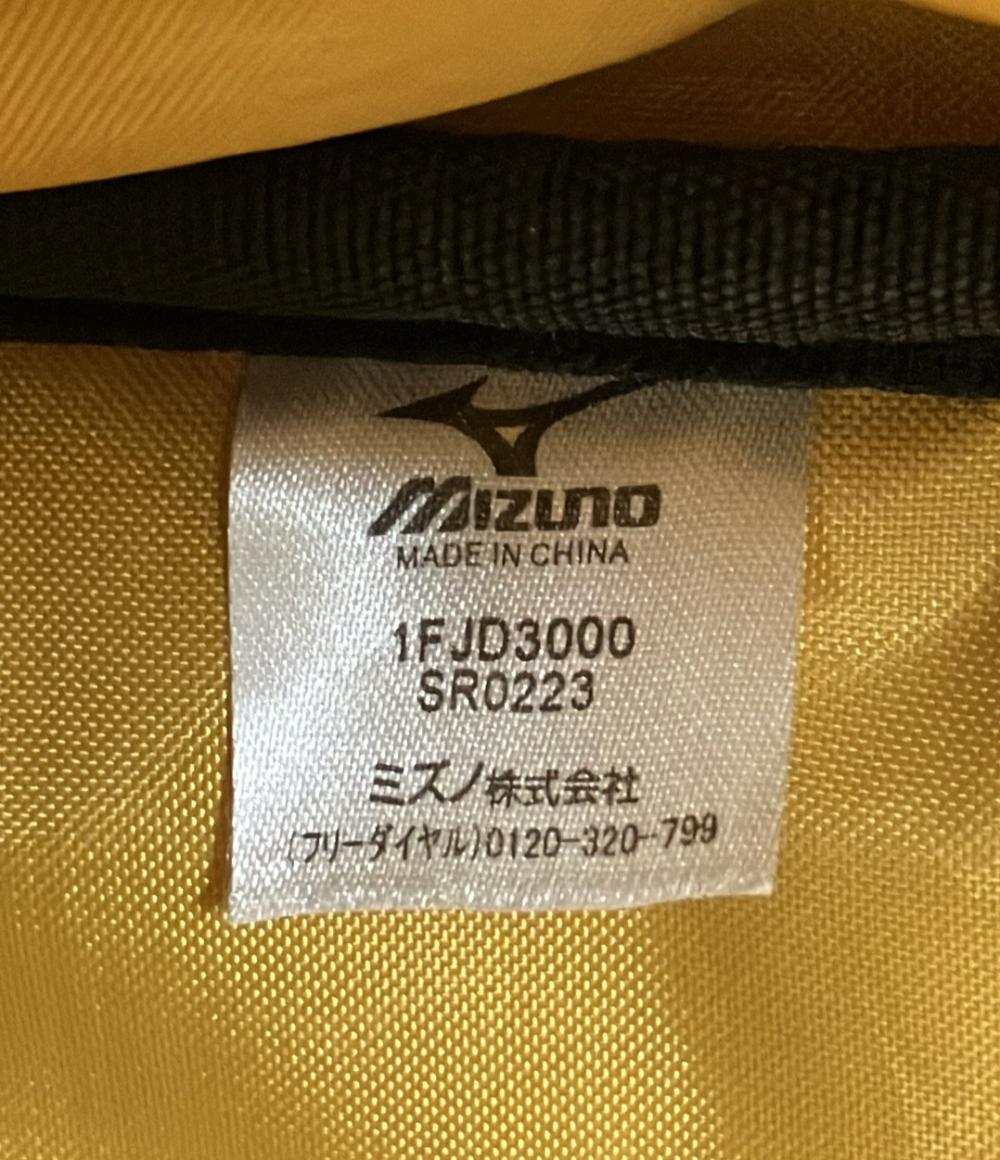 MIZUNO
MADE IN CHINA
1FJD3000
SR0223
ミズノ株式会社
(フリーダイヤル)0120-320-799